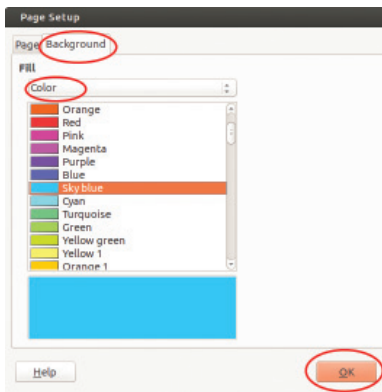 Page Setup
Page Background
Fill
Color
Orange
Red
Pink
Magenta
Purple
Blue
Sky blue
Cyan
Turquoise
Green
Yellow green
Yellow 1
Orange 1
Help OK